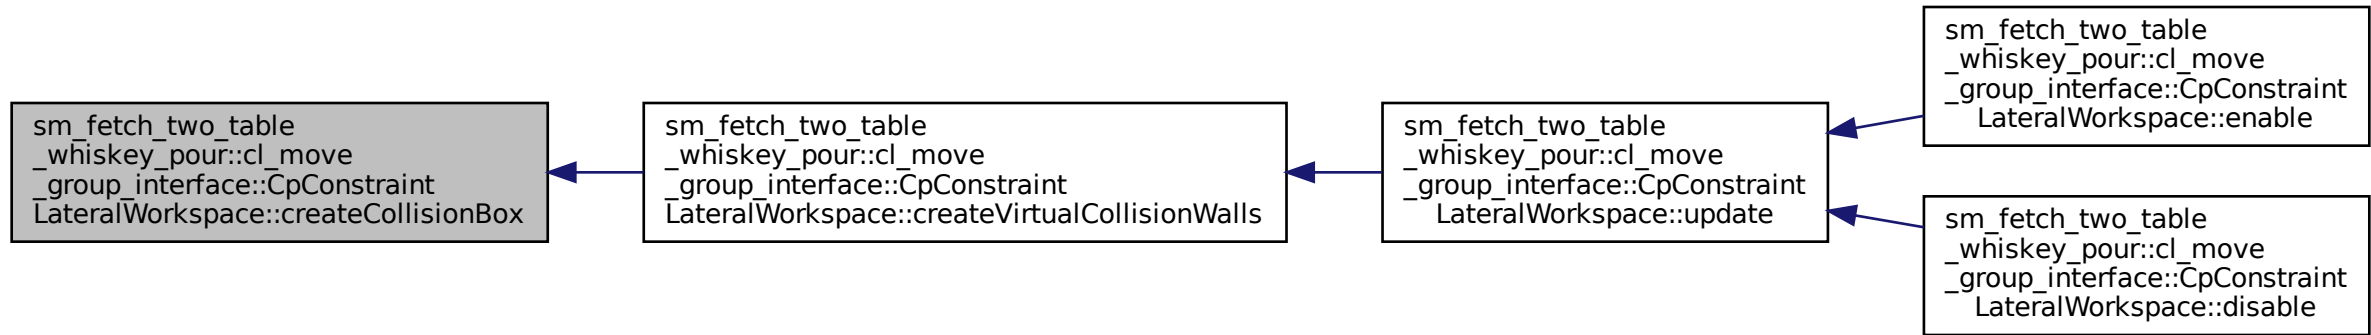 sm_fetch_two_table
_whiskey_pour::cl_move
_group_interface::CpConstraint
LateralWorkspace::createCollisionBox
sm_fetch_two_table
_whiskey_pour::cl_move
_group_interface::CpConstraint
LateralWorkspace::createVirtualCollisionWalls
sm_fetch_two_table
_whiskey_pour::cl_move
_group_interface::CpConstraint
LateralWorkspace::update
sm_fetch_two_table
_whiskey_pour::cl_move
_group_interface::CpConstraint
LateralWorkspace::enable
sm_fetch_two_table
_whiskey_pour::cl_move
_group_interface::CpConstraint
LateralWorkspace::disable